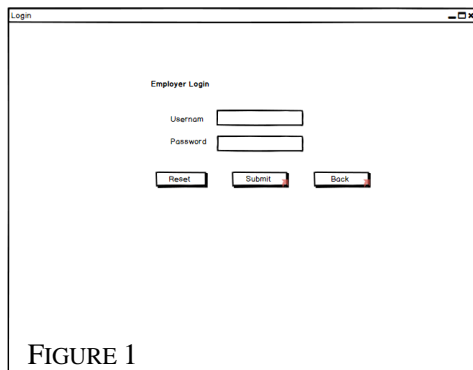 Login
Employer Login
Usernam
Password
Reset Submit Back
FIGURE 1